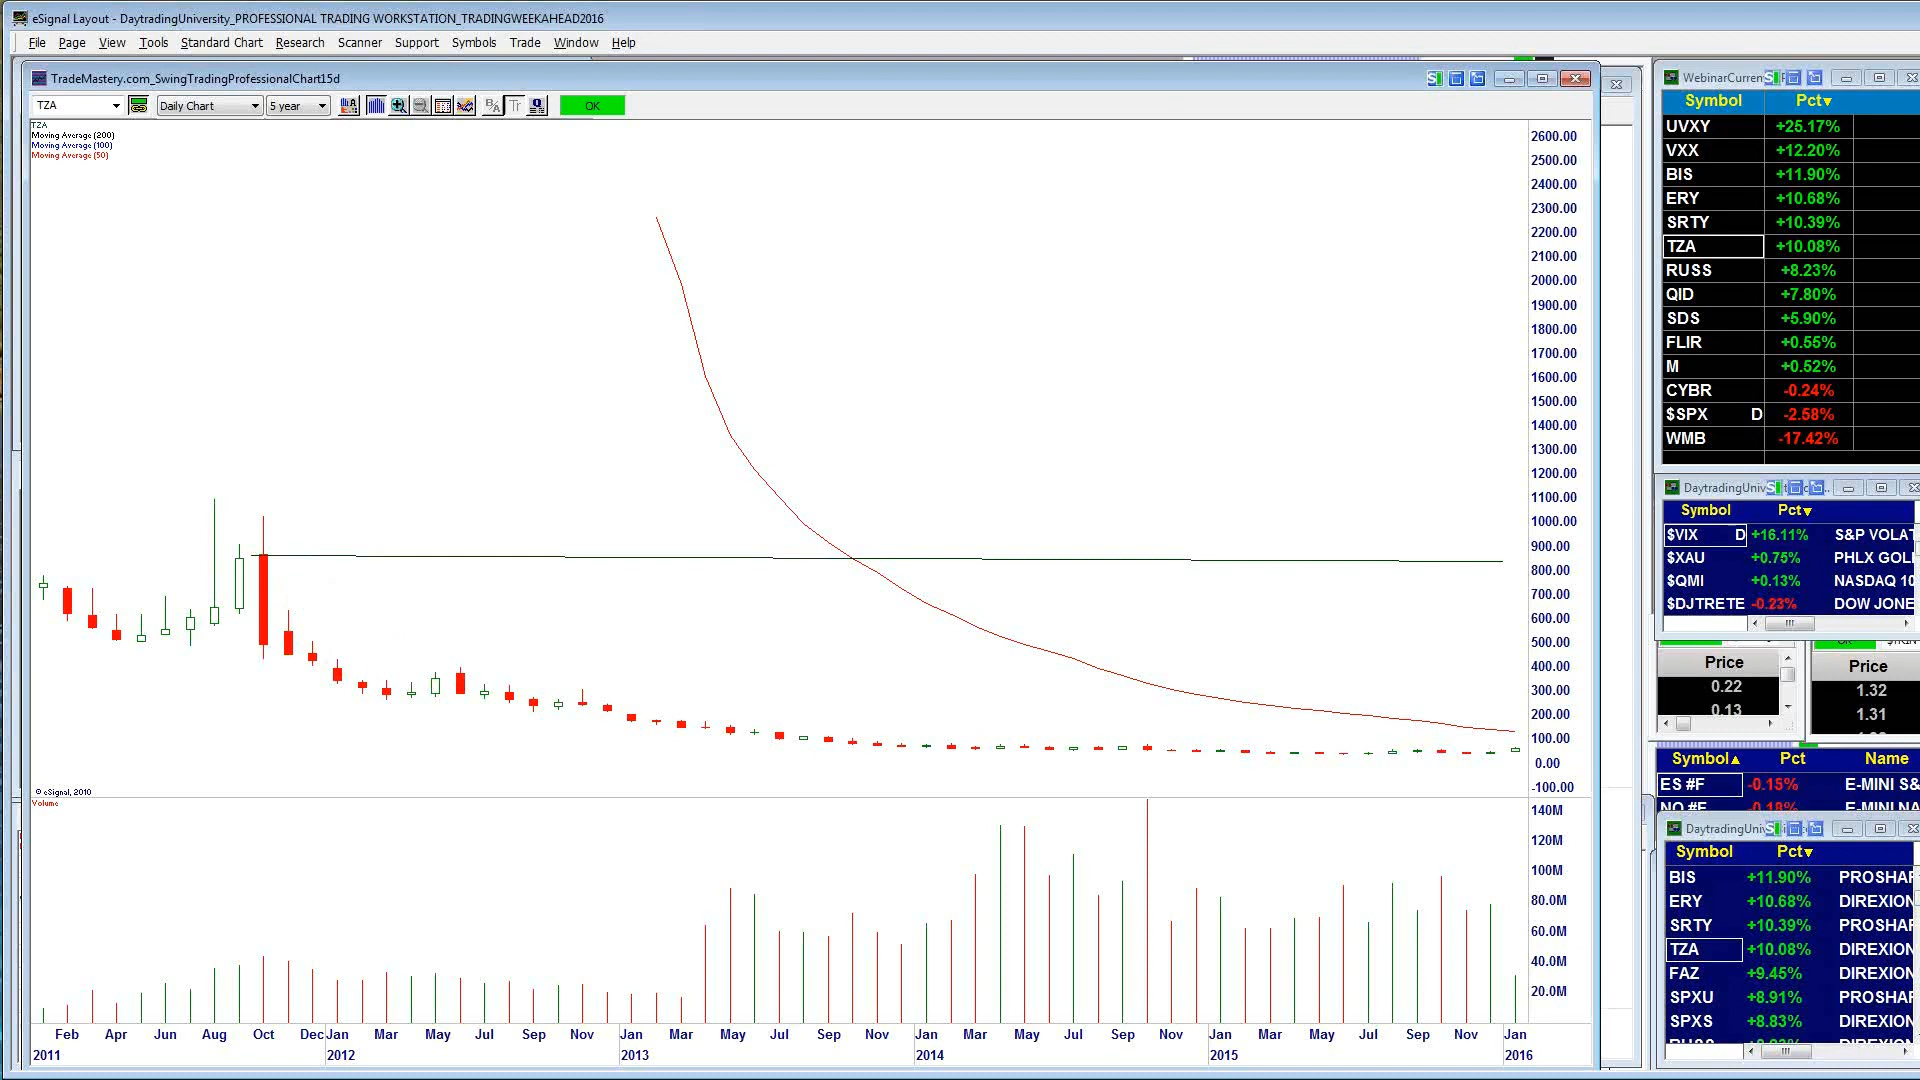 eSignal Layout - DaytradingUniversity_PROFESSIONAL TRADING WORKSTATION_TRADINGWEEKAHEAD2016
File Page View Tools Standard Chart Research Scanner Support Symbols Trade Window Help
TradeMastery.com_SwingTradingProfessionalChart15d
TZA Daily Chart 5 year OK
TZA
Moving Average (200)
Moving Average (100)
Moving Average (50)
2600.00
2500.00
2400.00
2300.00
2200.00
2100.00
2000.00
1900.00
1800.00
1700.00
1600.00
1500.00
1400.00
1300.00
1200.00
1100.00
1000.00
900.00
800.00
700.00
600.00
500.00
400.00
300.00
200.00
100.00
0.00
-100.00
© eSignal, 2010
Volume
140M
120M
100M
80.0M
60.0M
40.0M
20.0M
Feb Apr Jun Aug Oct Dec Jan Mar May Jul Sep Nov Jan Mar May Jul Sep Nov Jan Mar May Jul Sep Nov Jan Mar May Jul Sep Nov Jan
2011 2012 2013 2014 2015 2016
WebinarCurren
Symbol Pct
UVXY +25.17%
VXX +12.20%
BIS +11.90%
ERY +10.68%
SRTY +10.39%
TZA +10.08%
RUSS +8.23%
QID +7.80%
SDS +5.90%
FLIR +0.55%
M +0.52%
CYBR -0.24%
$SPX D -2.58%
WMB -17.42%
DaytradingUniv
Symbol Pct
$VIX D +16.11% S&P VOLAT
$XAU +0.75% PHLX GOL
$QMI +0.13% NASDAQ 10
$DJTRETE -0.23% DOW JONE
Price Price
0.22 1.32
0.13 1.31
Symbol Pct Name
ES #F -0.15% E-MINI S&
NQ #F -0.18% E-MINI NA
DaytradingUni
Symbol Pct
BIS +11.90% PROSHAR
ERY +10.68% DIREXION
SRTY +10.39% PROSHAR
TZA +10.08% DIREXION
FAZ +9.45% DIREXION
SPXU +8.91% PROSHAR
SPXS +8.83% DIREXION